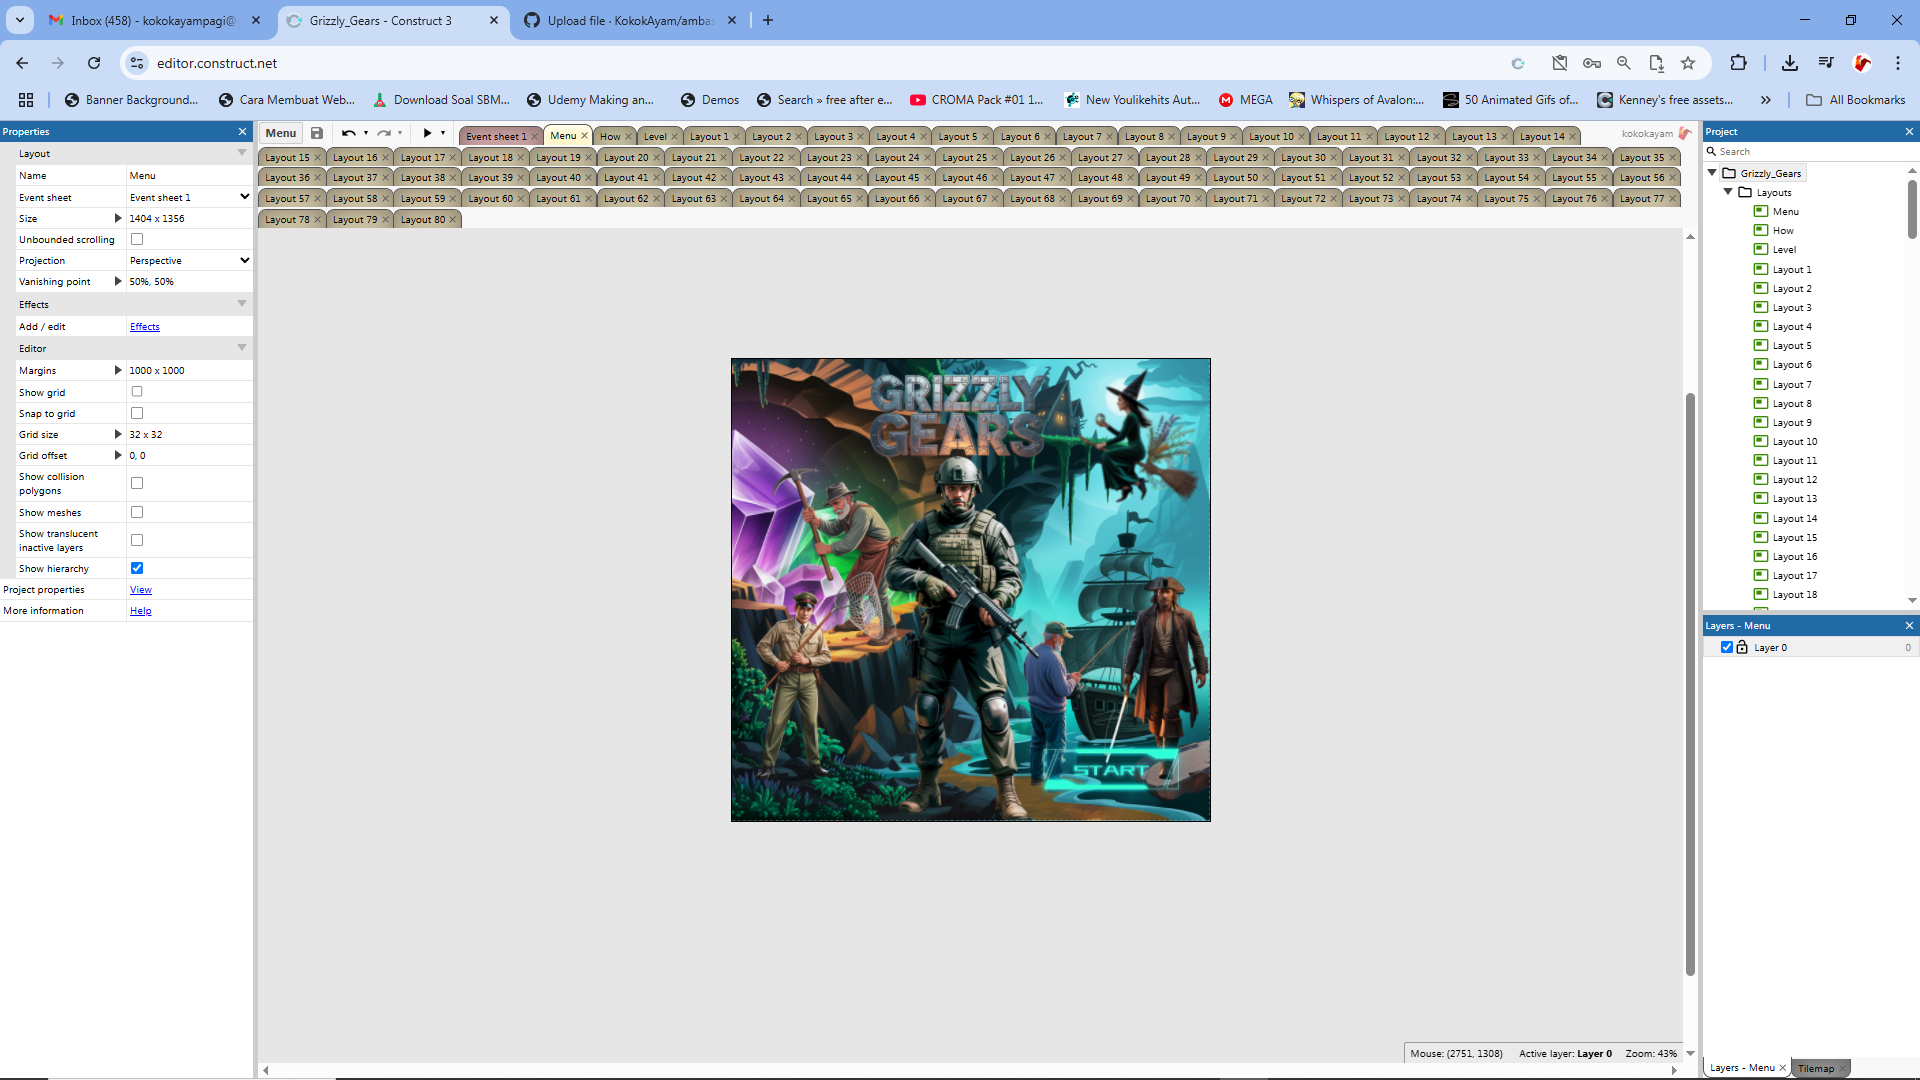 Inbox (458) - kokokayampagi@
Grizzly_Gears - Construct 3
Upload file · KokokAyam/amba
editor.construct.net
Banner Background...
Cara Membuat Web...
Download Soal SBM...
Udemy Making an...
Demos
Search » free after e...
CROMA Pack #01 1...
New Youlikehits Aut...
MEGA
Whispers of Avalon:...
50 Animated Gifs of...
Kenney's free assets...
All Bookmarks
Properties
Layout
Name Menu
Event sheet Event sheet 1
Size 1404 x 1356
Unbounded scrolling
Projection Perspective
Vanishing point 50%, 50%
Effects
Add / edit Effects
Editor
Margins 1000 x 1000
Show grid
Snap to grid
Grid size 32 x 32
Grid offset 0, 0
Show collision
polygons
Show meshes
Show translucent
inactive layers
Show hierarchy
Project properties View
More information Help
Menu
Event sheet 1 Menu How Level Layout 1 Layout 2 Layout 3 Layout 4 Layout 5 Layout 6 Layout 7 Layout 8 Layout 9 Layout 10 Layout 11 Layout 12 Layout 13 Layout 14
kokokayam
Layout 15 Layout 16 Layout 17 Layout 18 Layout 19 Layout 20 Layout 21 Layout 22 Layout 23 Layout 24 Layout 25 Layout 26 Layout 27 Layout 28 Layout 29 Layout 30 Layout 31 Layout 32 Layout 33 Layout 34 Layout 35
Layout 36 Layout 37 Layout 38 Layout 39 Layout 40 Layout 41 Layout 42 Layout 43 Layout 44 Layout 45 Layout 46 Layout 47 Layout 48 Layout 49 Layout 50 Layout 51 Layout 52 Layout 53 Layout 54 Layout 55 Layout 56
Layout 57 Layout 58 Layout 59 Layout 60 Layout 61 Layout 62 Layout 63 Layout 64 Layout 65 Layout 66 Layout 67 Layout 68 Layout 69 Layout 70 Layout 71 Layout 72 Layout 73 Layout 74 Layout 75 Layout 76 Layout 77
Layout 78 Layout 79 Layout 80
GRIZZLY
GEARS
START
Mouse: (2751, 1308) Active layer: Layer 0 Zoom: 43%
Project
Search
Grizzly_Gears
Layouts
Menu
How
Level
Layout 1
Layout 2
Layout 3
Layout 4
Layout 5
Layout 6
Layout 7
Layout 8
Layout 9
Layout 10
Layout 11
Layout 12
Layout 13
Layout 14
Layout 15
Layout 16
Layout 17
Layout 18
Layers - Menu
Layer 0 0
Layers - Menu Tilemap